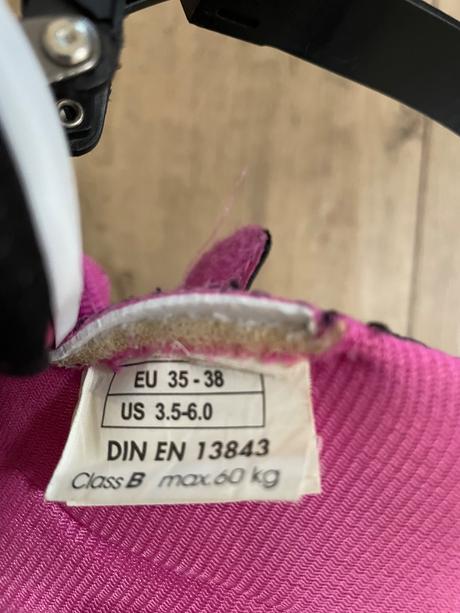 EU 35 - 38
US 3.5-6.0
DIN EN 13843
Class B max.60 kg